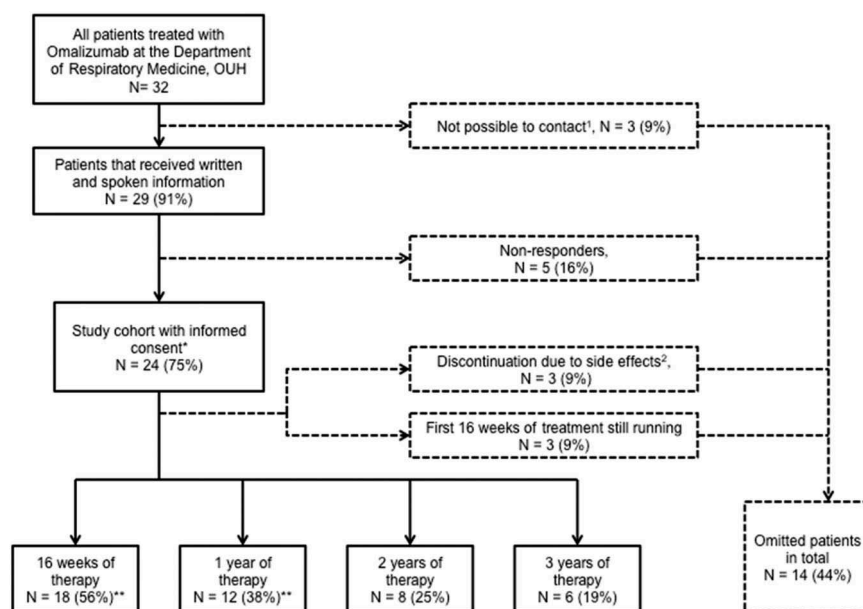 All patients treated with
Omalizumab at the Department
of Respiratory Medicine, OUH
N= 32
Not possible to contact¹, N = 3 (9%)
Patients that received written
and spoken information
N = 29 (91%)
Non-responders,
N = 5 (16%)
Study cohort with informed
consent*
N = 24 (75%)
Discontinuation due to side effects²,
N = 3 (9%)
First 16 weeks of treatment still running
N = 3 (9%)
16 weeks of
therapy
N = 18 (56%)**
1 year of
therapy
N = 12 (38%)**
2 years of
therapy
N = 8 (25%)
3 years of
therapy
N = 6 (19%)
Omitted patients
in total
N = 14 (44%)